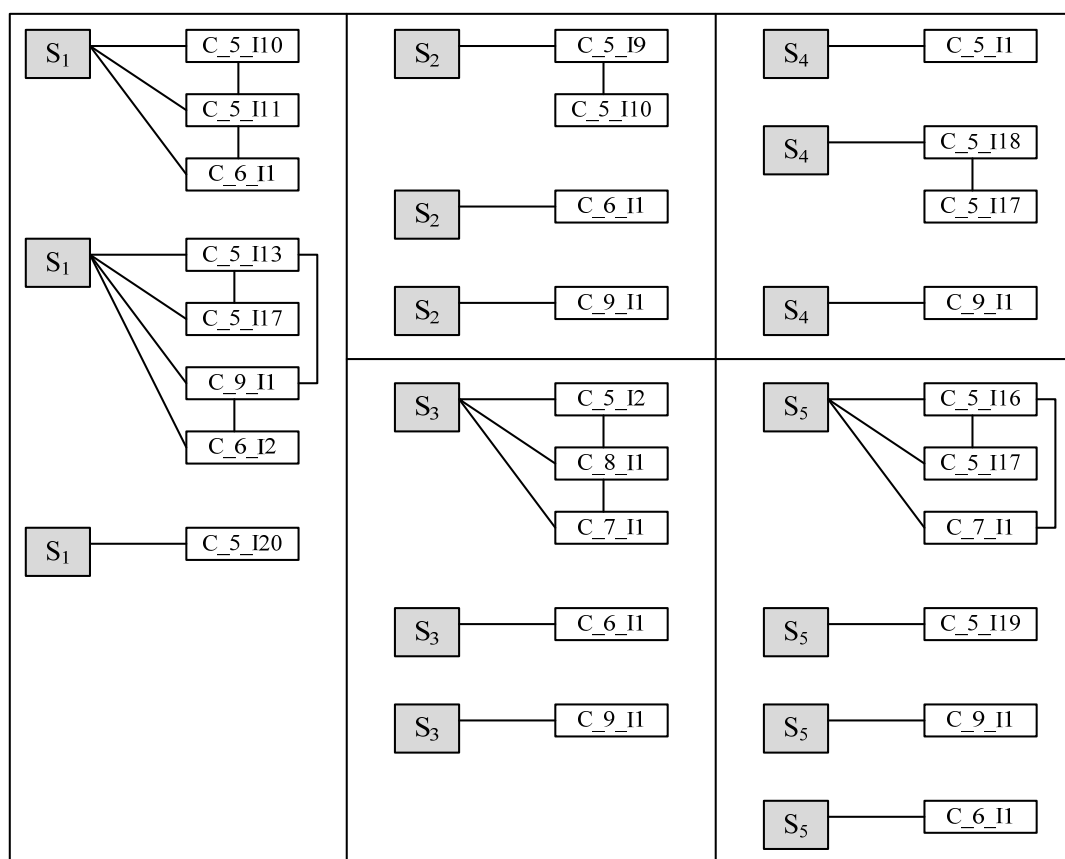 S1 C_5_I10
C_5_I11
C_6_I1
S1 C_5_I13
C_5_I17
C_9_I1
C_6_I2
S1 C_5_I20
S2 C_5_I9
C_5_I10
S2 C_6_I1
S2 C_9_I1
S4 C_5_I1
S4 C_5_I18
C_5_I17
S4 C_9_I1
S3 C_5_I2
C_8_I1
C_7_I1
S3 C_6_I1
S3 C_9_I1
S5 C_5_I16
C_5_I17
C_7_I1
S5 C_5_I19
S5 C_9_I1
S5 C_6_I1